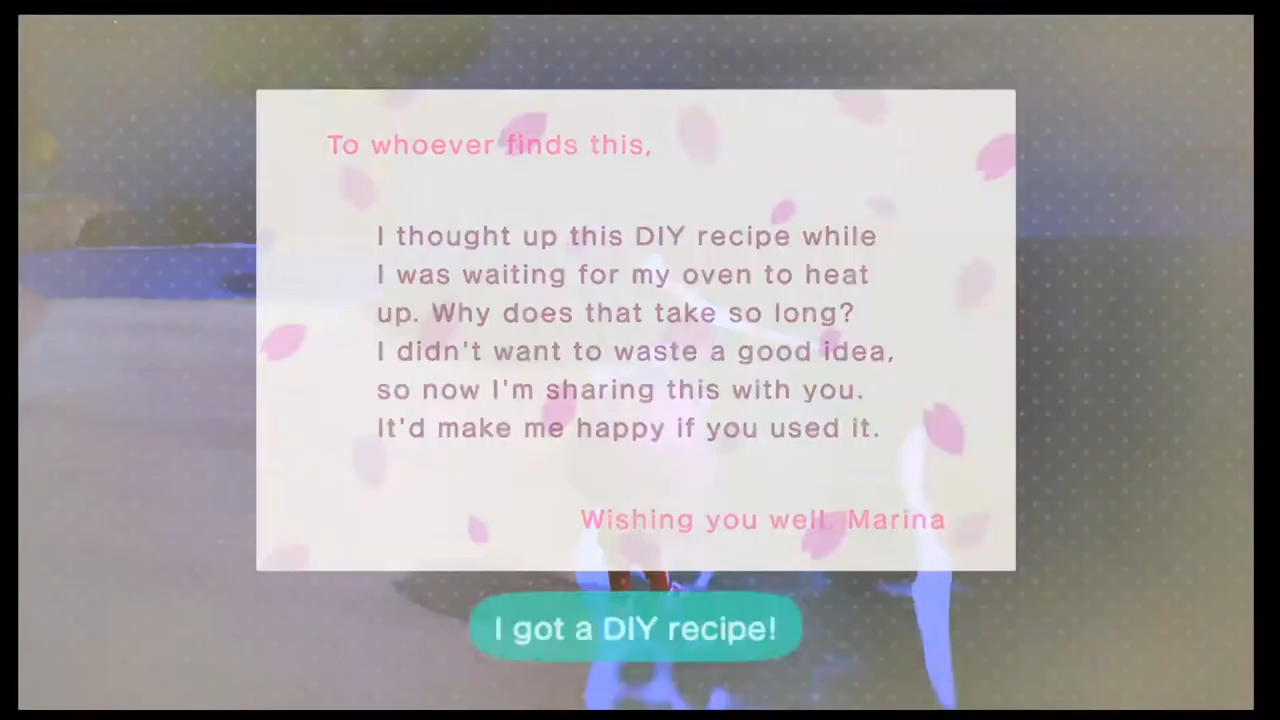 To whoever finds this,
I thought up this DIY recipe while
I was waiting for my oven to heat
up. Why does that take so long?
I didn't want to waste a good idea,
so now I'm sharing this with you.
It'd make me happy if you used it.
Wishing you well, Marina
I got a DIY recipe!